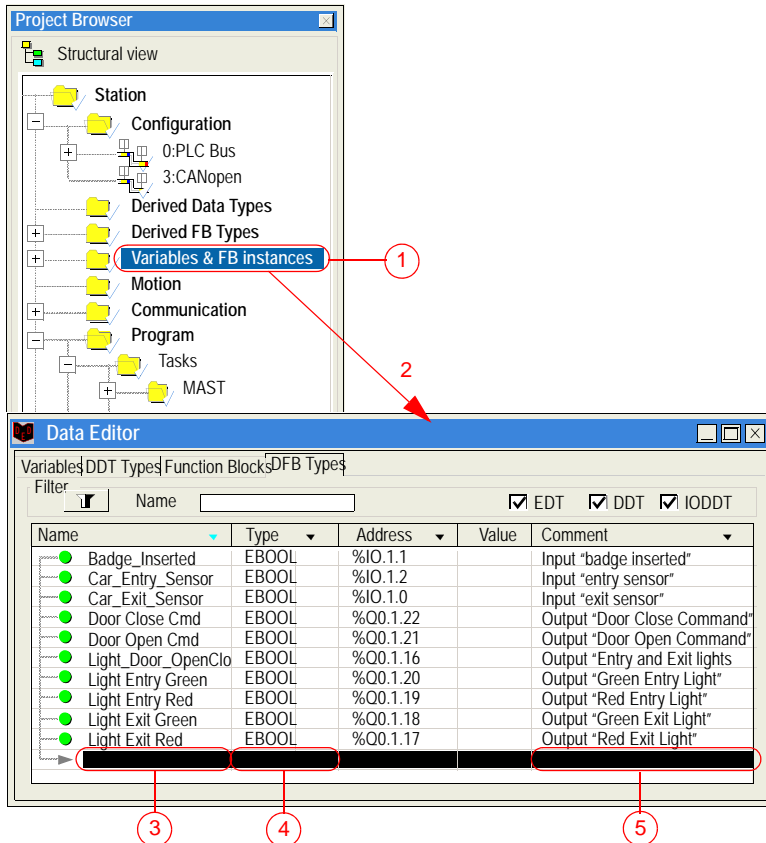 Project Browser
Structural view
Station
Configuration
0:PLC Bus
3:CANopen
Derived Data Types
Derived FB Types
Variables & FB instances
1
Motion
Communication
Program
Tasks
MAST
2
Data Editor
Variables DDT Types Function Blocks DFB Types
Filter
Name EDT DDT IODDT
Name Type Address Value Comment
Badge_Inserted EBOOL %IO.1.1 Input “badge inserted”
Car_Entry_Sensor EBOOL %IO.1.2 Input “entry sensor”
Car_Exit_Sensor EBOOL %IO.1.0 Input “exit sensor”
Door Close Cmd EBOOL %Q0.1.22 Output “Door Close Command”
Door Open Cmd EBOOL %Q0.1.21 Output “Door Open Command”
Light_Door_OpenClo EBOOL %Q0.1.16 Output “Entry and Exit lights
Light Entry Green EBOOL %Q0.1.20 Output “Green Entry Light”
Light Entry Red EBOOL %Q0.1.19 Output “Red Entry Light”
Light Exit Green EBOOL %Q0.1.18 Output “Green Exit Light”
Light Exit Red EBOOL %Q0.1.17 Output “Red Exit Light”
3 4 5